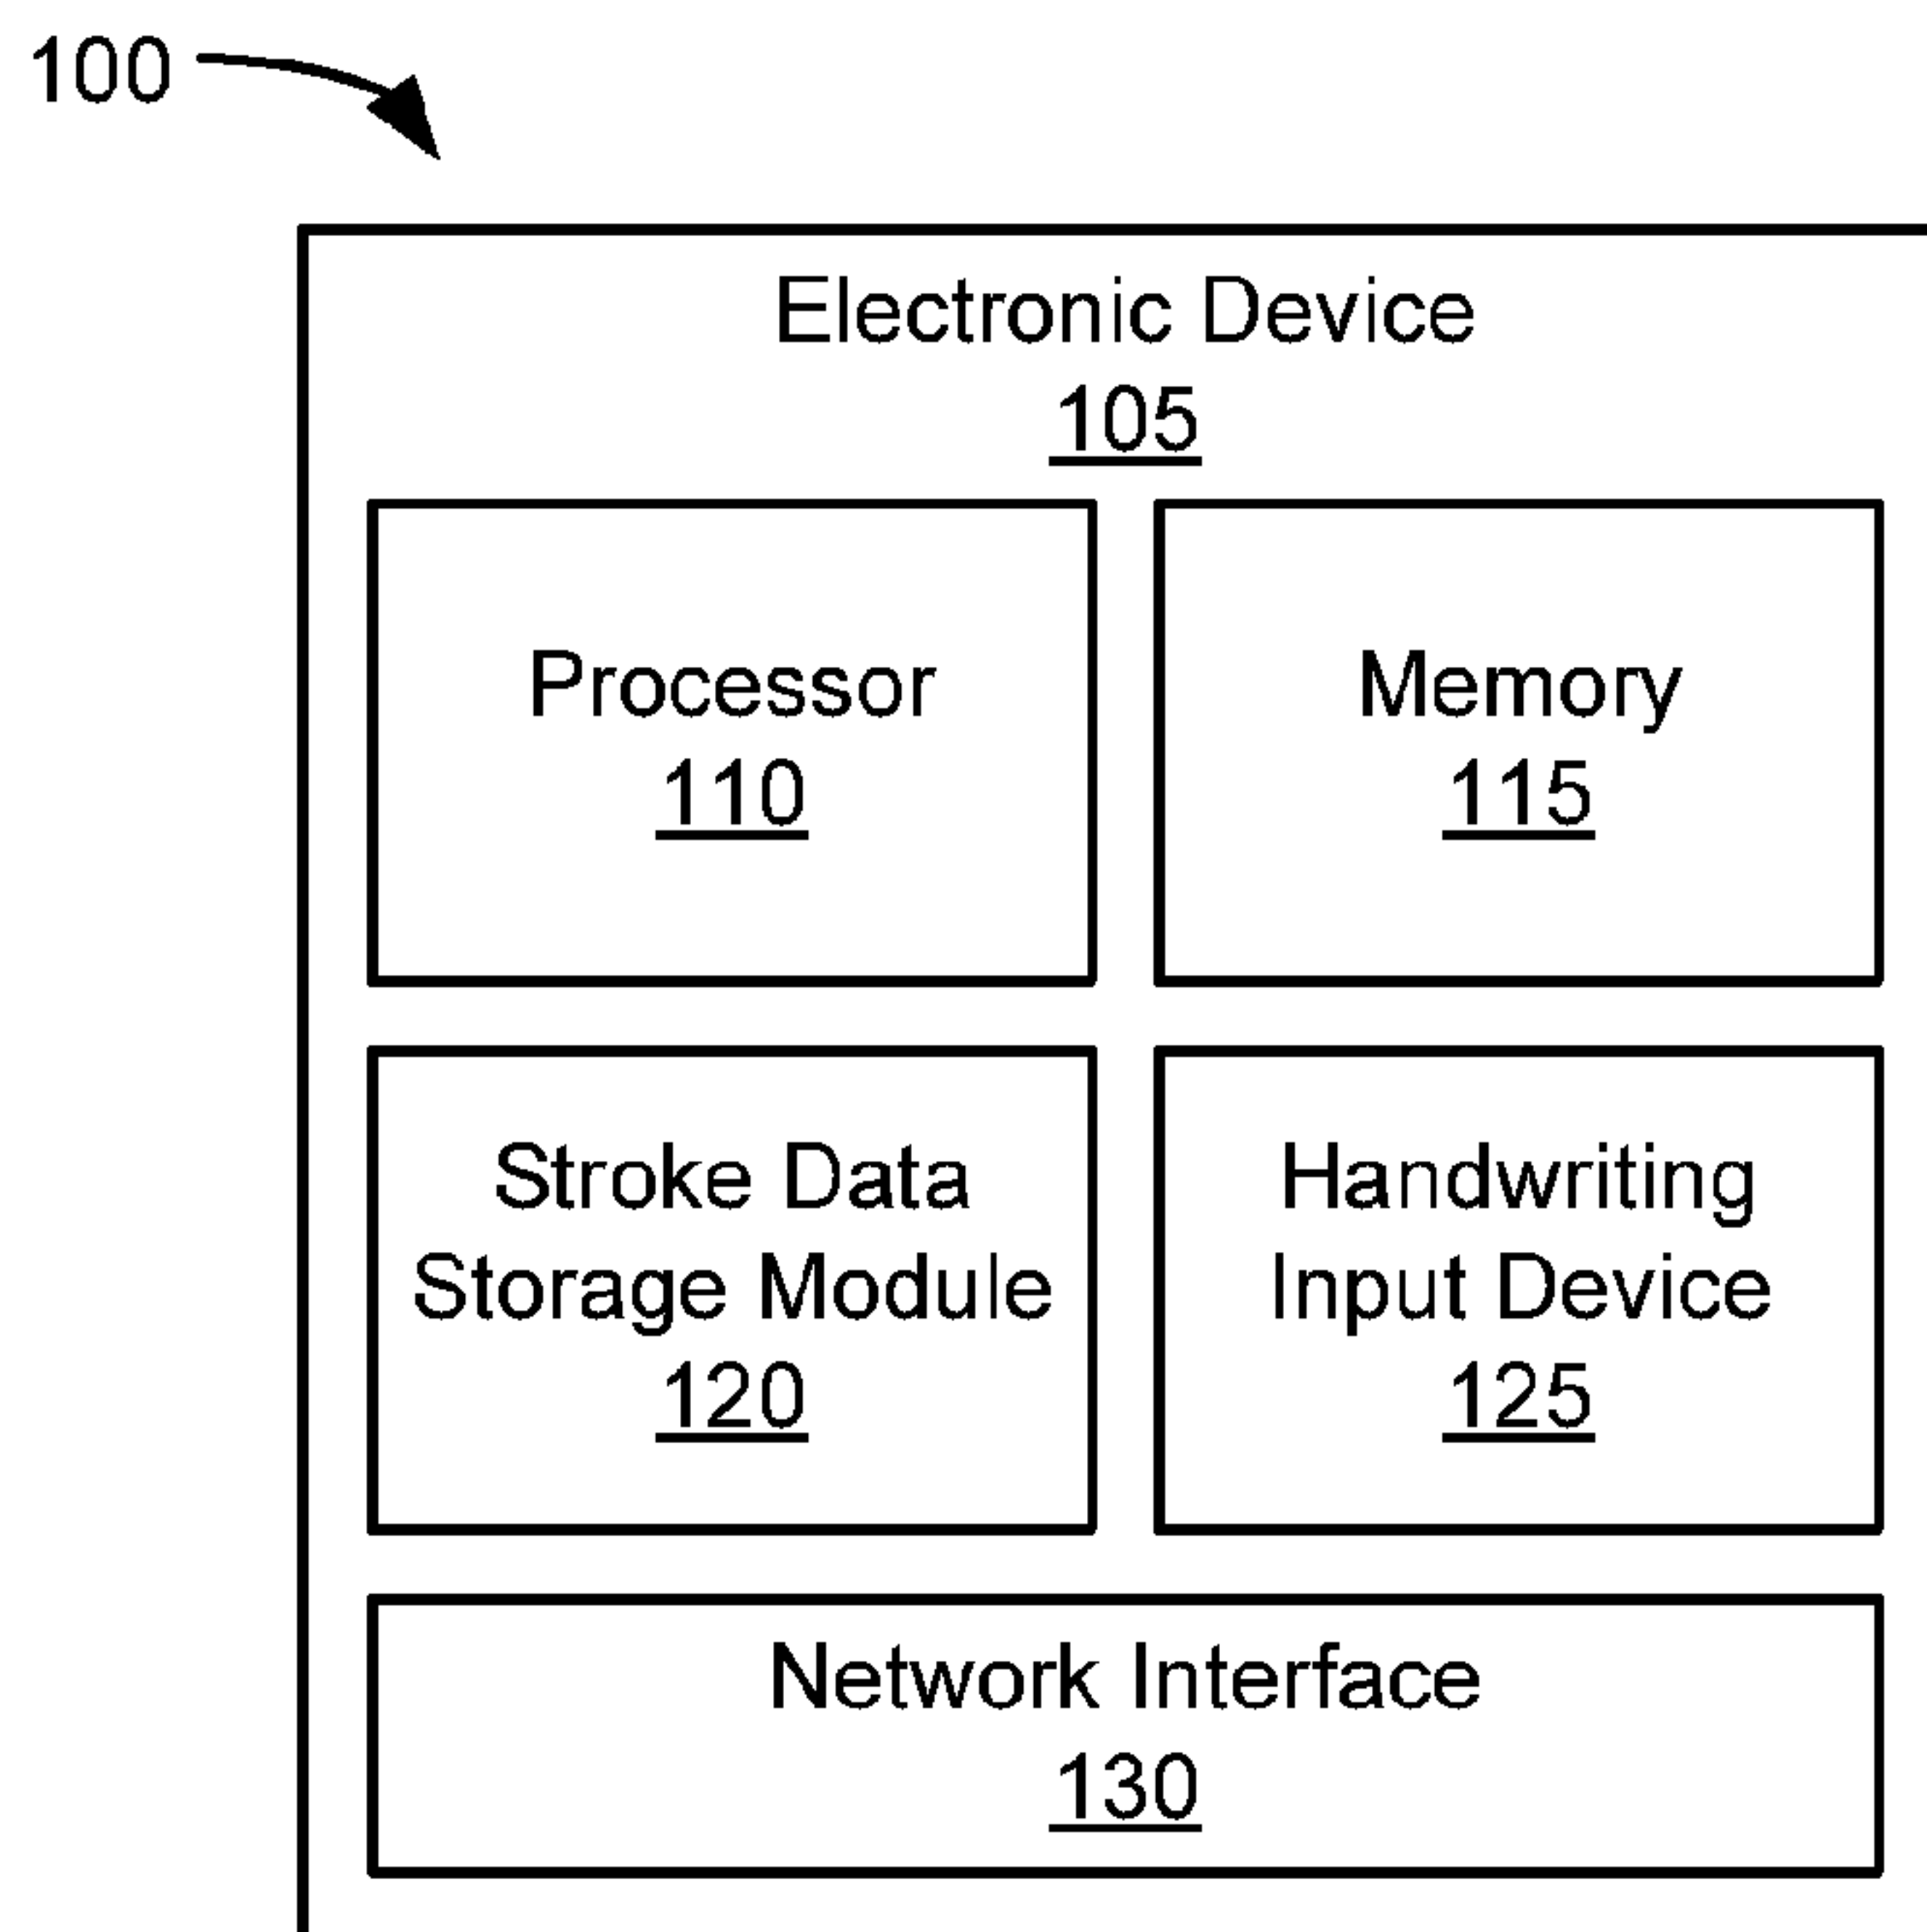 100
Electronic Device
105
Processor
110
Memory
115
Stroke Data
Storage Module
120
Handwriting
Input Device
125
Network Interface
130